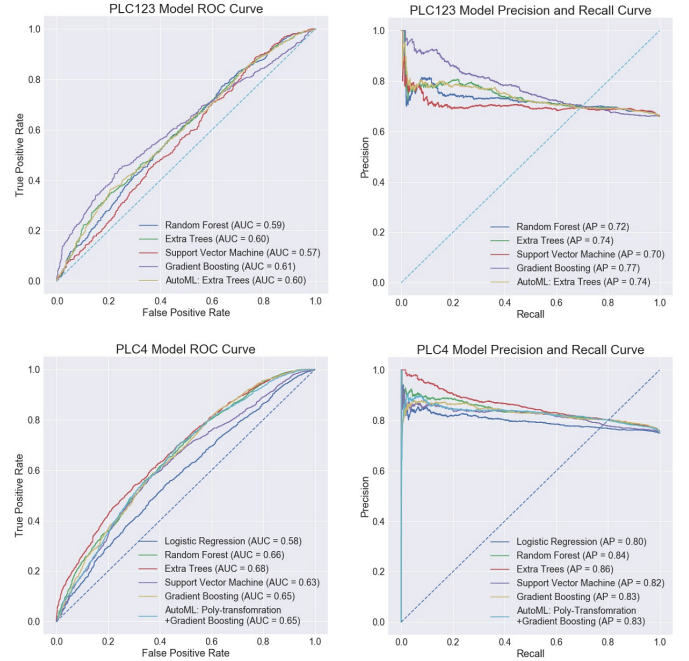 PLC123 Model ROC Curve
1.0
0.8
0.6
0.4
0.2
0.0
True Positive Rate
Random Forest (AUC = 0.59)
Extra Trees (AUC = 0.60)
Support Vector Machine (AUC = 0.57)
Gradient Boosting (AUC = 0.61)
AutoML: Extra Trees (AUC = 0.60)
0.0 0.2 0.4 0.6 0.8 1.0
False Positive Rate
PLC123 Model Precision and Recall Curve
1.0
0.8
0.6
0.4
0.2
0.0
Precision
Random Forest (AP = 0.72)
Extra Trees (AP = 0.74)
Support Vector Machine (AP = 0.70)
Gradient Boosting (AP = 0.77)
AutoML: Extra Trees (AP = 0.74)
0.0 0.2 0.4 0.6 0.8 1.0
Recall
PLC4 Model ROC Curve
1.0
0.8
0.6
0.4
0.2
0.0
True Positive Rate
Logistic Regression (AUC = 0.58)
Random Forest (AUC = 0.66)
Extra Trees (AUC = 0.68)
Support Vector Machine (AUC = 0.63)
Gradient Boosting (AUC = 0.65)
AutoML: Poly-transfomration
+Gradient Boosting (AUC = 0.65)
0.0 0.2 0.4 0.6 0.8 1.0
False Positive Rate
PLC4 Model Precision and Recall Curve
1.0
0.8
0.6
0.4
0.2
0.0
Precision
Logistic Regression (AP = 0.80)
Random Forest (AP = 0.84)
Extra Trees (AP = 0.86)
Support Vector Machine (AP = 0.82)
Gradient Boosting (AP = 0.83)
AutoML: Poly-Transfomration
+Gradient Boosting (AP = 0.83)
0.0 0.2 0.4 0.6 0.8 1.0
Recall